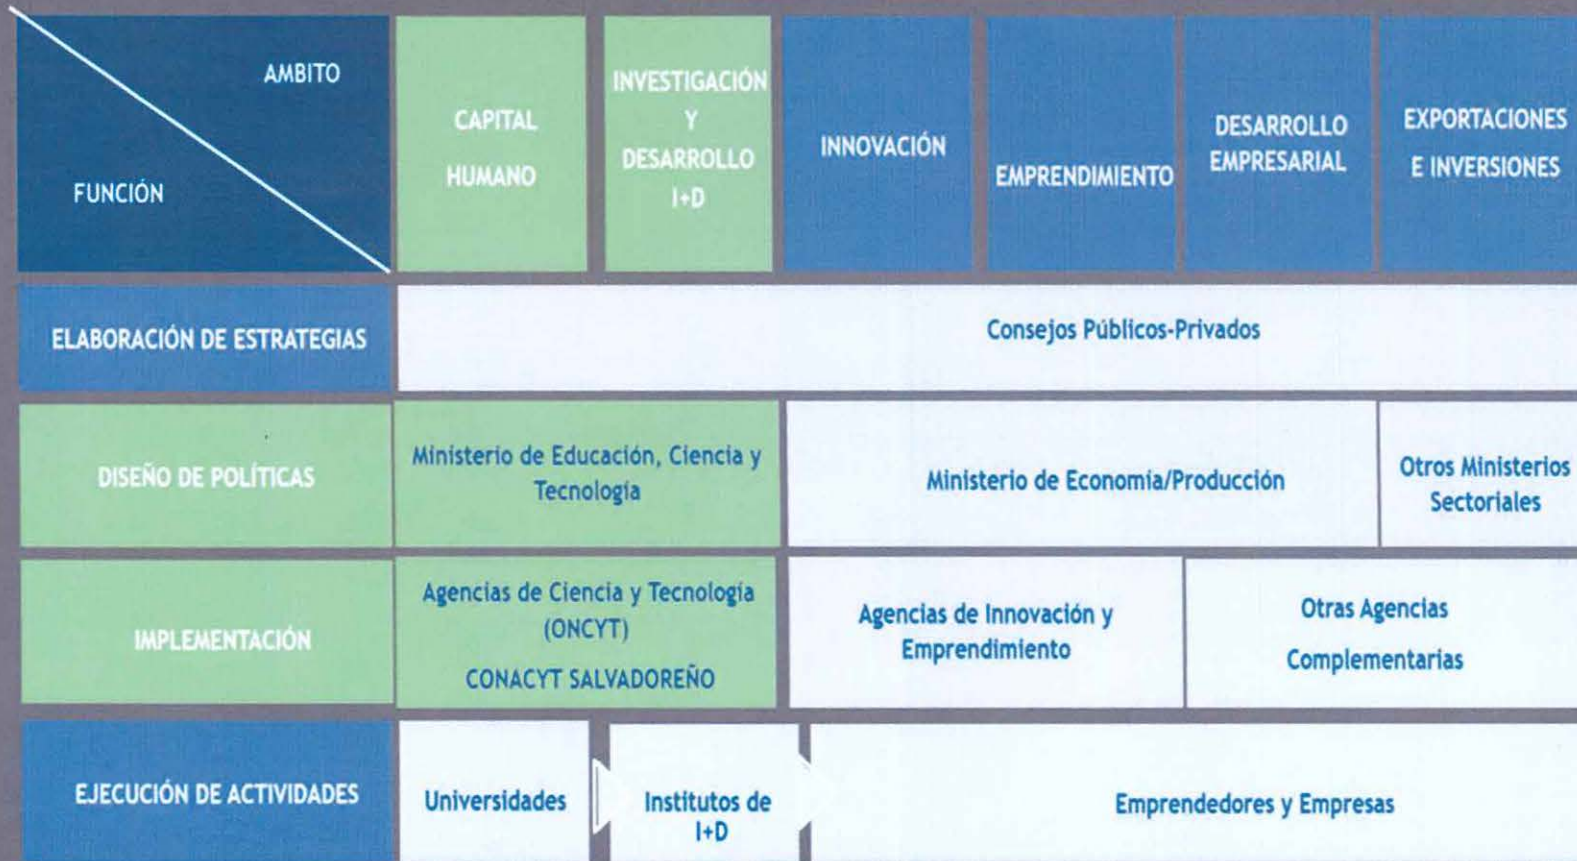 AMBITO
FUNCIÓN
CAPITAL
HUMANO
INVESTIGACIÓN
Y
DESARROLLO
I+D
INNOVACIÓN
EMPRENDIMIENTO
DESARROLLO
EMPRESARIAL
EXPORTACIONES
E INVERSIONES
ELABORACIÓN DE ESTRATEGIAS
Consejos Públicos-Privados
DISEÑO DE POLÍTICAS
Ministerio de Educación, Ciencia y
Tecnología
Ministerio de Economía/Producción
Otros Ministerios
Sectoriales
IMPLEMENTACIÓN
Agencias de Ciencia y Tecnología
(ONCYT)
CONACYT SALVADOREÑO
Agencias de Innovación y
Emprendimiento
Otras Agencias
Complementarias
EJECUCIÓN DE ACTIVIDADES
Universidades
Institutos de
I+D
Emprendedores y Empresas